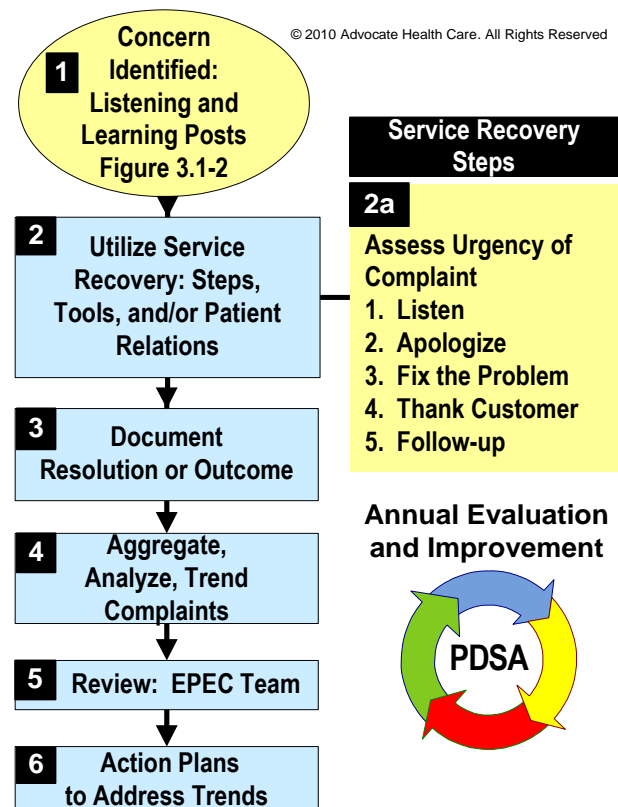 © 2010 Advocate Health Care. All Rights Reserved
1
Concern
Identified:
Listening and
Learning Posts
Figure 3.1-2
2
Utilize Service
Recovery: Steps,
Tools, and/or Patient
Relations
Service Recovery
Steps
2a
Assess Urgency of
Complaint
1. Listen
2. Apologize
3. Fix the Problem
4. Thank Customer
5. Follow-up
3
Document
Resolution or Outcome
4
Aggregate,
Analyze, Trend
Complaints
5
Review: EPEC Team
6
Action Plans
to Address Trends
Annual Evaluation
and Improvement
PDSA